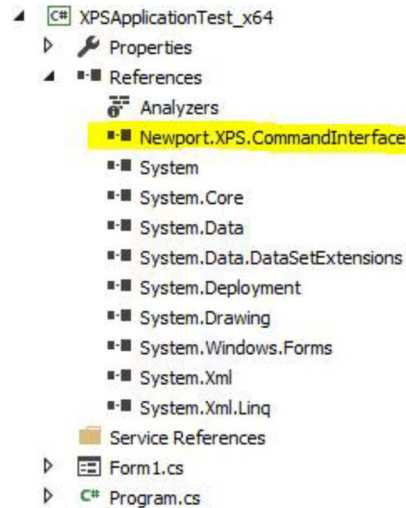 C# XPSApplicationTest_x64
Properties
References
Analyzers
Newport.XPS.CommandInterface
System
System.Core
System.Data
System.Data.DataSetExtensions
System.Deployment
System.Drawing
System.Windows.Forms
System.Xml
System.Xml.Linq
Service References
Form1.cs
C# Program.cs